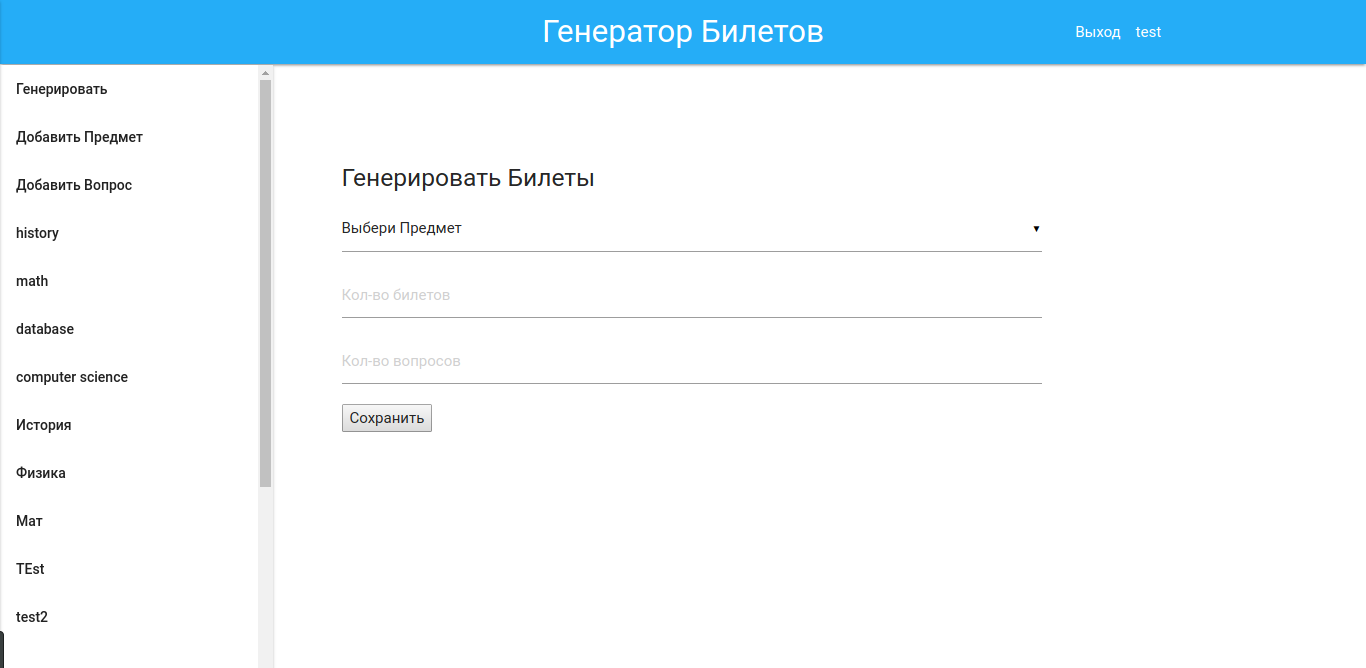 Генератор Билетов
Выход test
Генерировать
Добавить Предмет
Добавить Вопрос
history
math
database
computer science
История
Физика
Мат
TEst
test2
Генерировать Билеты
Выбери Предмет
Кол-во билетов
Кол-во вопросов
Сохранить